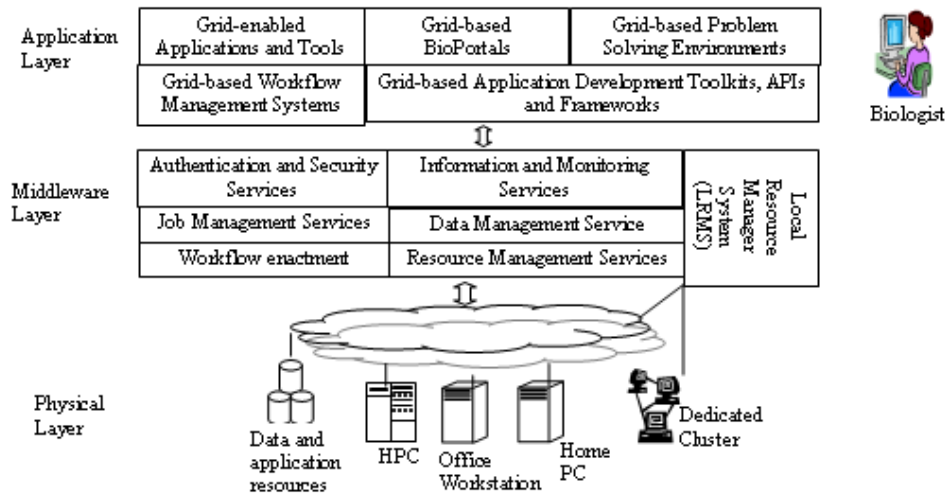 Application
Layer
Grid-enabled
Applications and Tools
Grid-based
BioPortals
Grid-based Problem
Solving Environments
Grid-based Workflow
Management Systems
Grid-based Application Development Toolkits, APIs
and Frameworks
Biologist
Middleware
Layer
Authentication and Security
Services
Information and Monitoring
Services
Job Management Services
Data Management Service
Workflow enactment
Resource Management Services
Local
Resource
Manager
System
(LRMS)
Physical
Layer
Data and
application
resources
HPC
Office
Workstation
Home
PC
Dedicated
Cluster